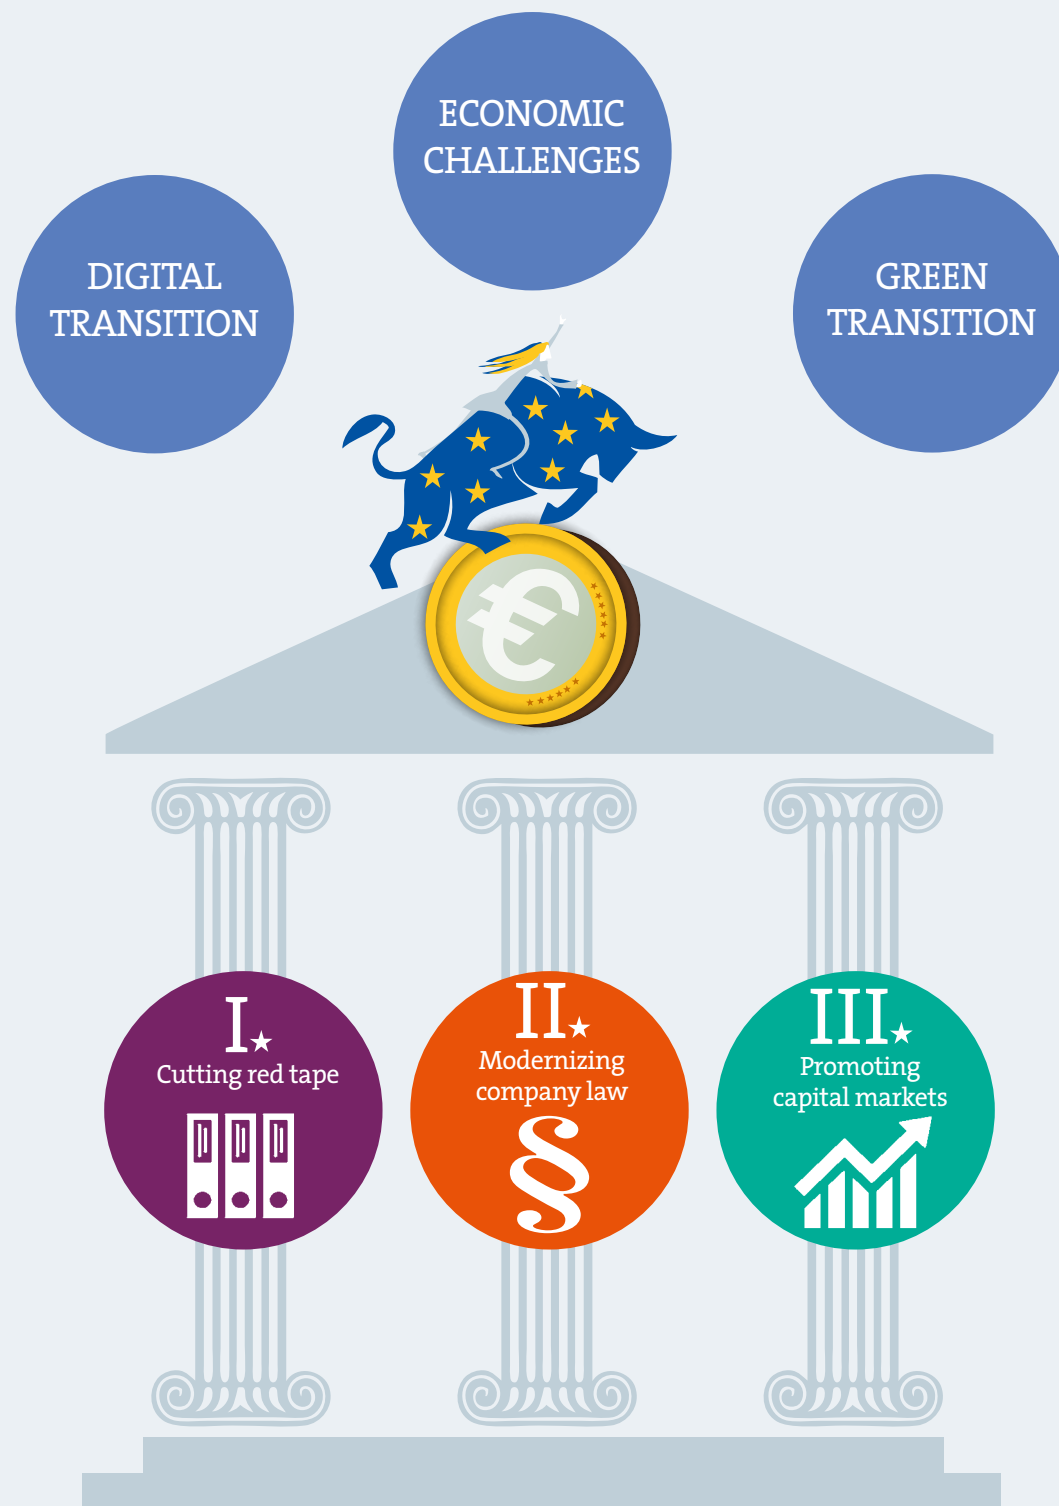 ECONOMIC
CHALLENGES
DIGITAL
TRANSITION
GREEN
TRANSITION
€
I.
Cutting red tape
II.
Modernizing
company law
§
III.
Promoting
capital markets